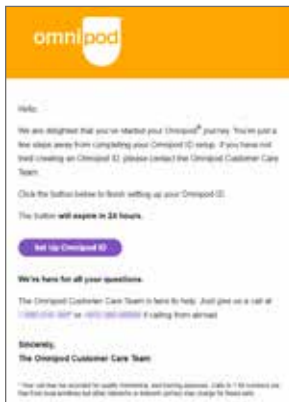 omnipod
Hello,
We are delighted that you've started your Omnipod® journey. You're just a
few steps away from completing your Omnipod ID setup. If you have not
tried creating an Omnipod ID, please contact the Omnipod Customer Care
Team.
Click the button below to finish setting up your Omnipod ID.
The button will expire in 24 hours.
Set Up Omnipod ID
We're here for all your questions.
The Omnipod Customer Care Team is here to help. Just give us a call at
if calling from abroad.
Sincerely,
The Omnipod Customer Care Team